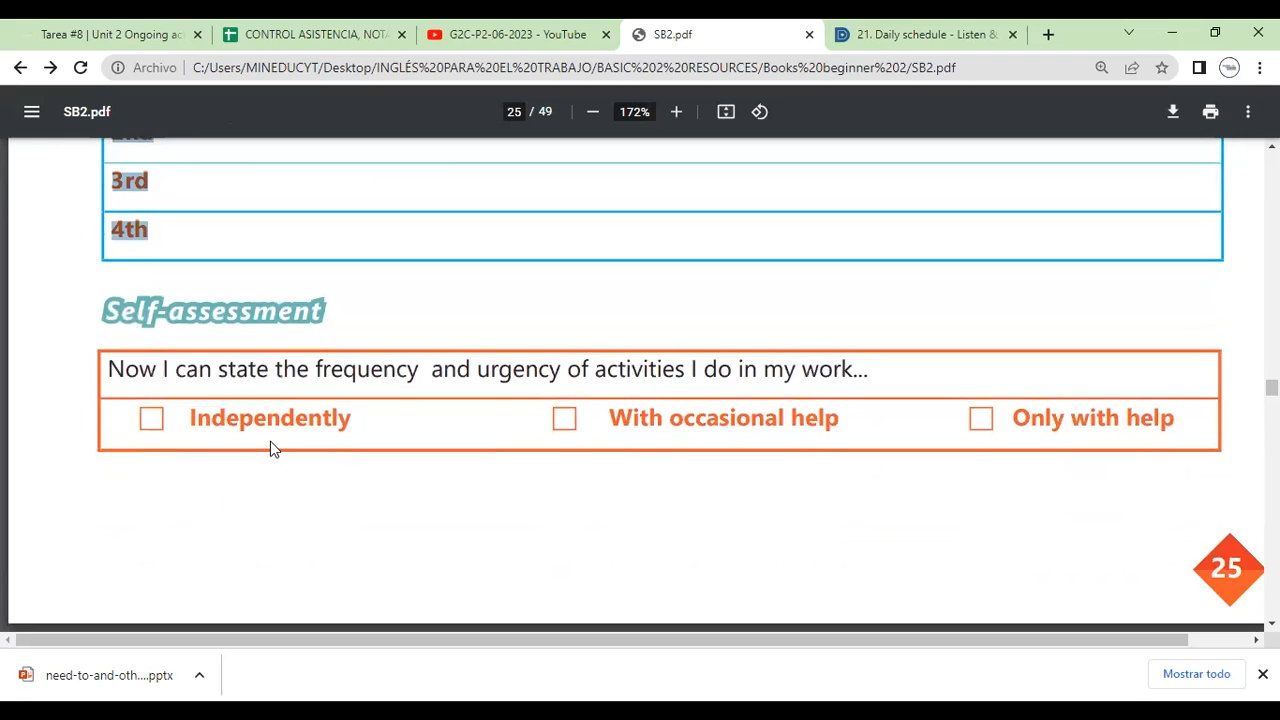 Tarea #8 | Unit 2 Ongoing ac
CONTROL ASISTENCIA, NOTA
G2C-P2-06-2023 - YouTube
SB2.pdf
21. Daily schedule - Listen &
Archivo
C:/Users/MINEDUCYT/Desktop/INGLÉS%20PARA%20EL%20TRABAJO/BASIC%202%20RESOURCES/Books%20beginner%202/SB2.pdf
SB2.pdf
25 / 49
172%
3rd
4th
Self-assessment
Now I can state the frequency and urgency of activities I do in my work...
Independently
With occasional help
Only with help
25
need-to-and-oth....pptx
Mostrar todo